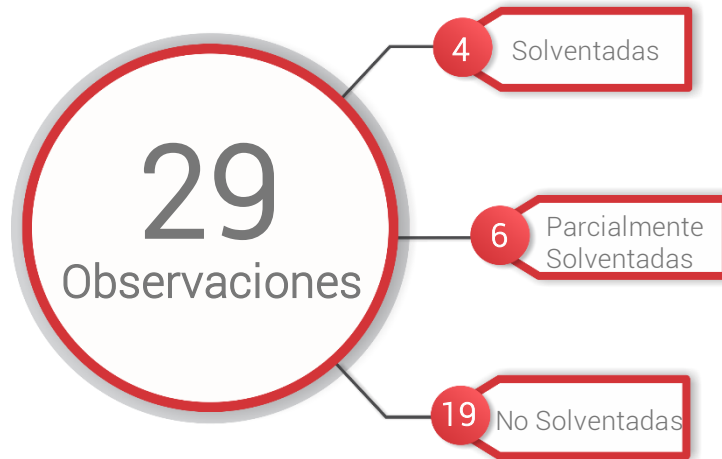 29
Observaciones
4
Solventadas
6
Parcialmente
Solventadas
19
No Solventadas